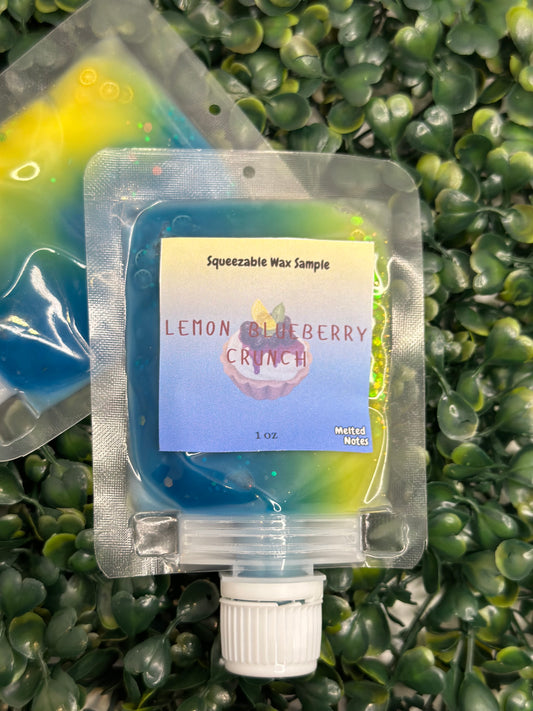 Squeezable Wax Sample
LEMON BLUEBERRY
CRUNCH
1 oz
Melted
Notes